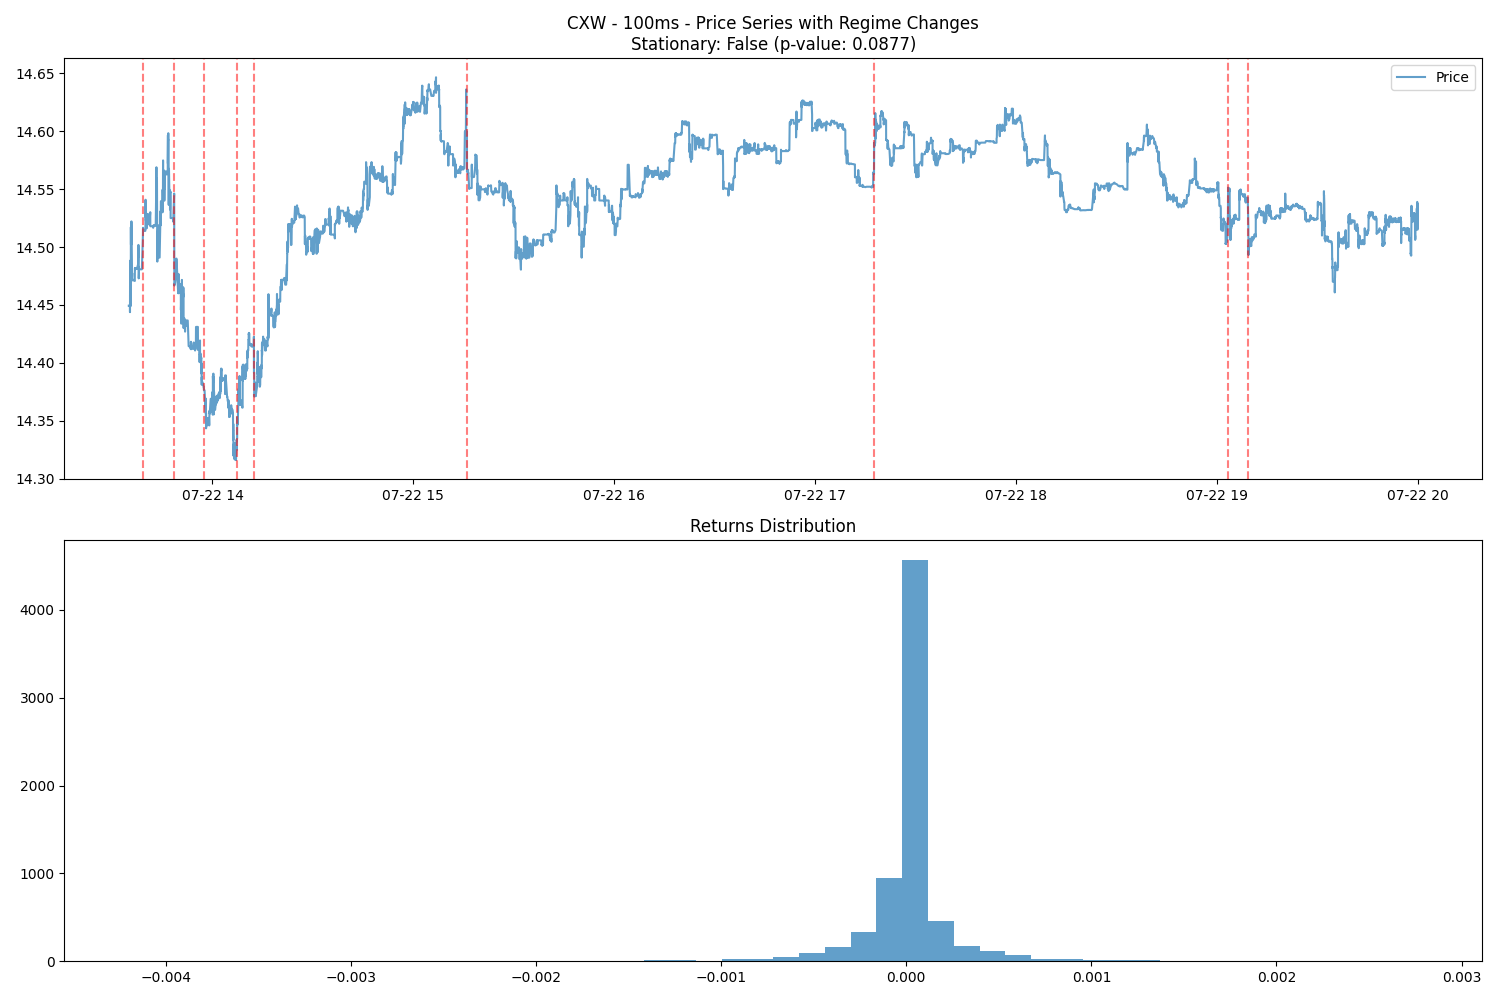 CXW - 100ms - Price Series with Regime Changes
Stationary: False (p-value: 0.0877)
Price
14.65
14.60
14.55
14.50
14.45
14.40
14.35
14.30
07-22 14 07-22 15 07-22 16 07-22 17 07-22 18 07-22 19 07-22 20
Returns Distribution
4000
3000
2000
1000
0
−0.004 −0.003 −0.002 −0.001 0.000 0.001 0.002 0.003